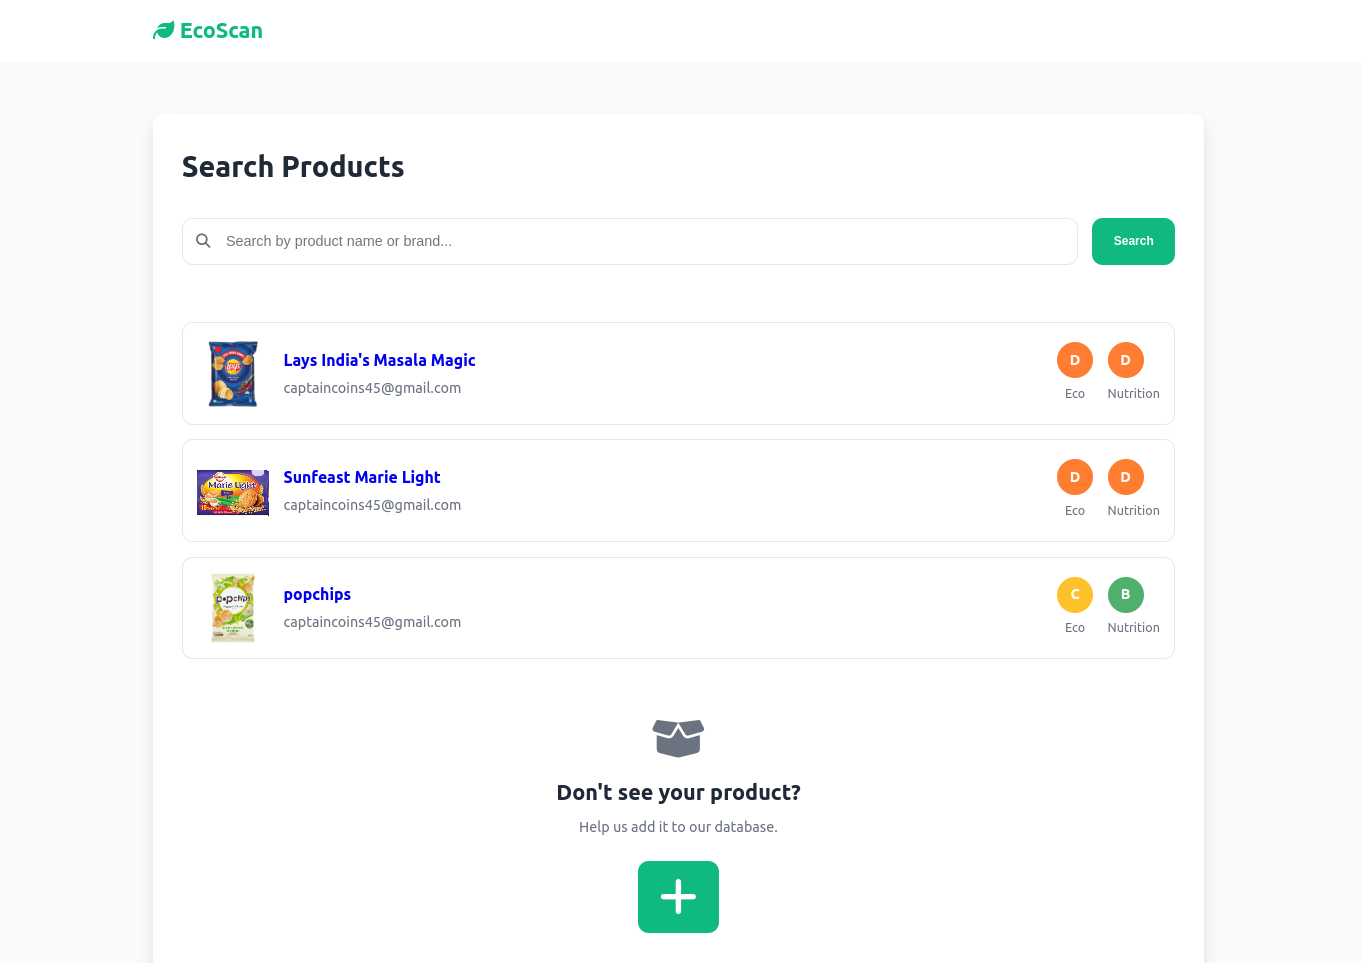 EcoScan
Search Products
Search by product name or brand...
Search
Lays India's Masala Magic
captaincoins45@gmail.com
D
Eco
D
Nutrition
Lay's
Sunfeast Marie Light
captaincoins45@gmail.com
D
Eco
D
Nutrition
Marie Light
popchips
captaincoins45@gmail.com
C
Eco
B
Nutrition
popchips
Don't see your product?
Help us add it to our database.